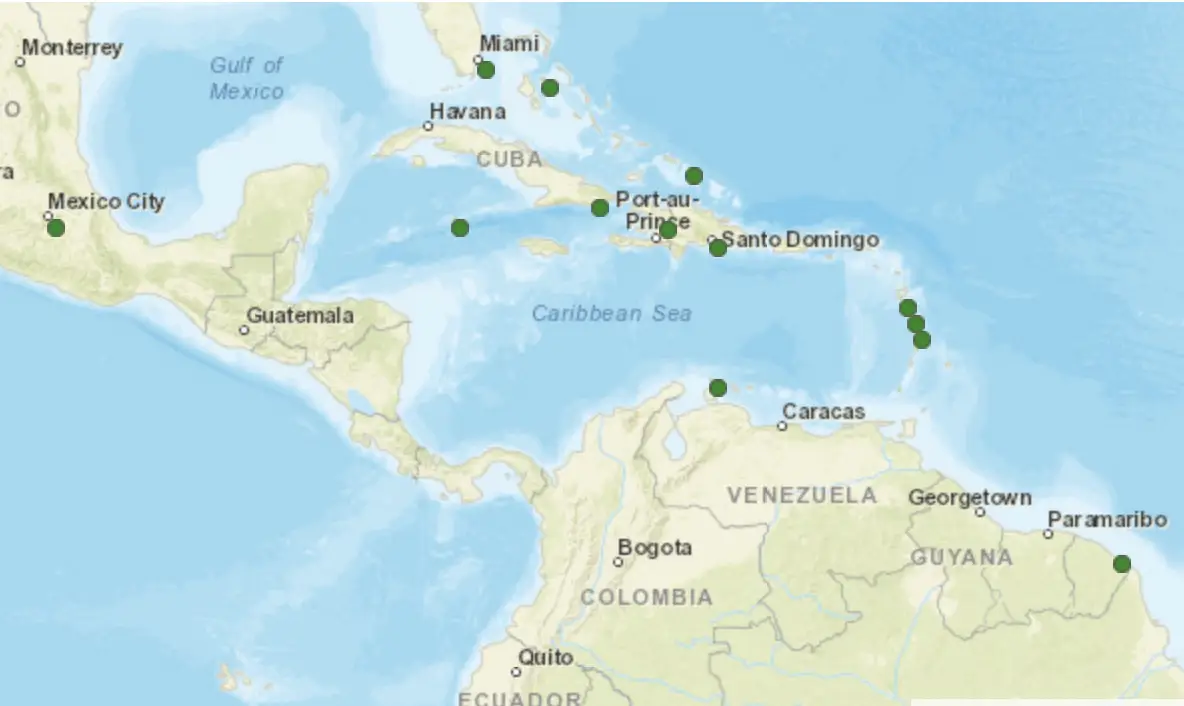 Miami
Monterrey
Gulf of
Mexico
O
Havana
CUBA
ra
Mexico City
Port-au-
Prince
Santo Domingo
Guatemala
Caribbean Sea
Caracas
VENEZUELA
Georgetown
Paramaribo
Bogota
GUYANA
COLOMBIA
Quito
ECUADOR